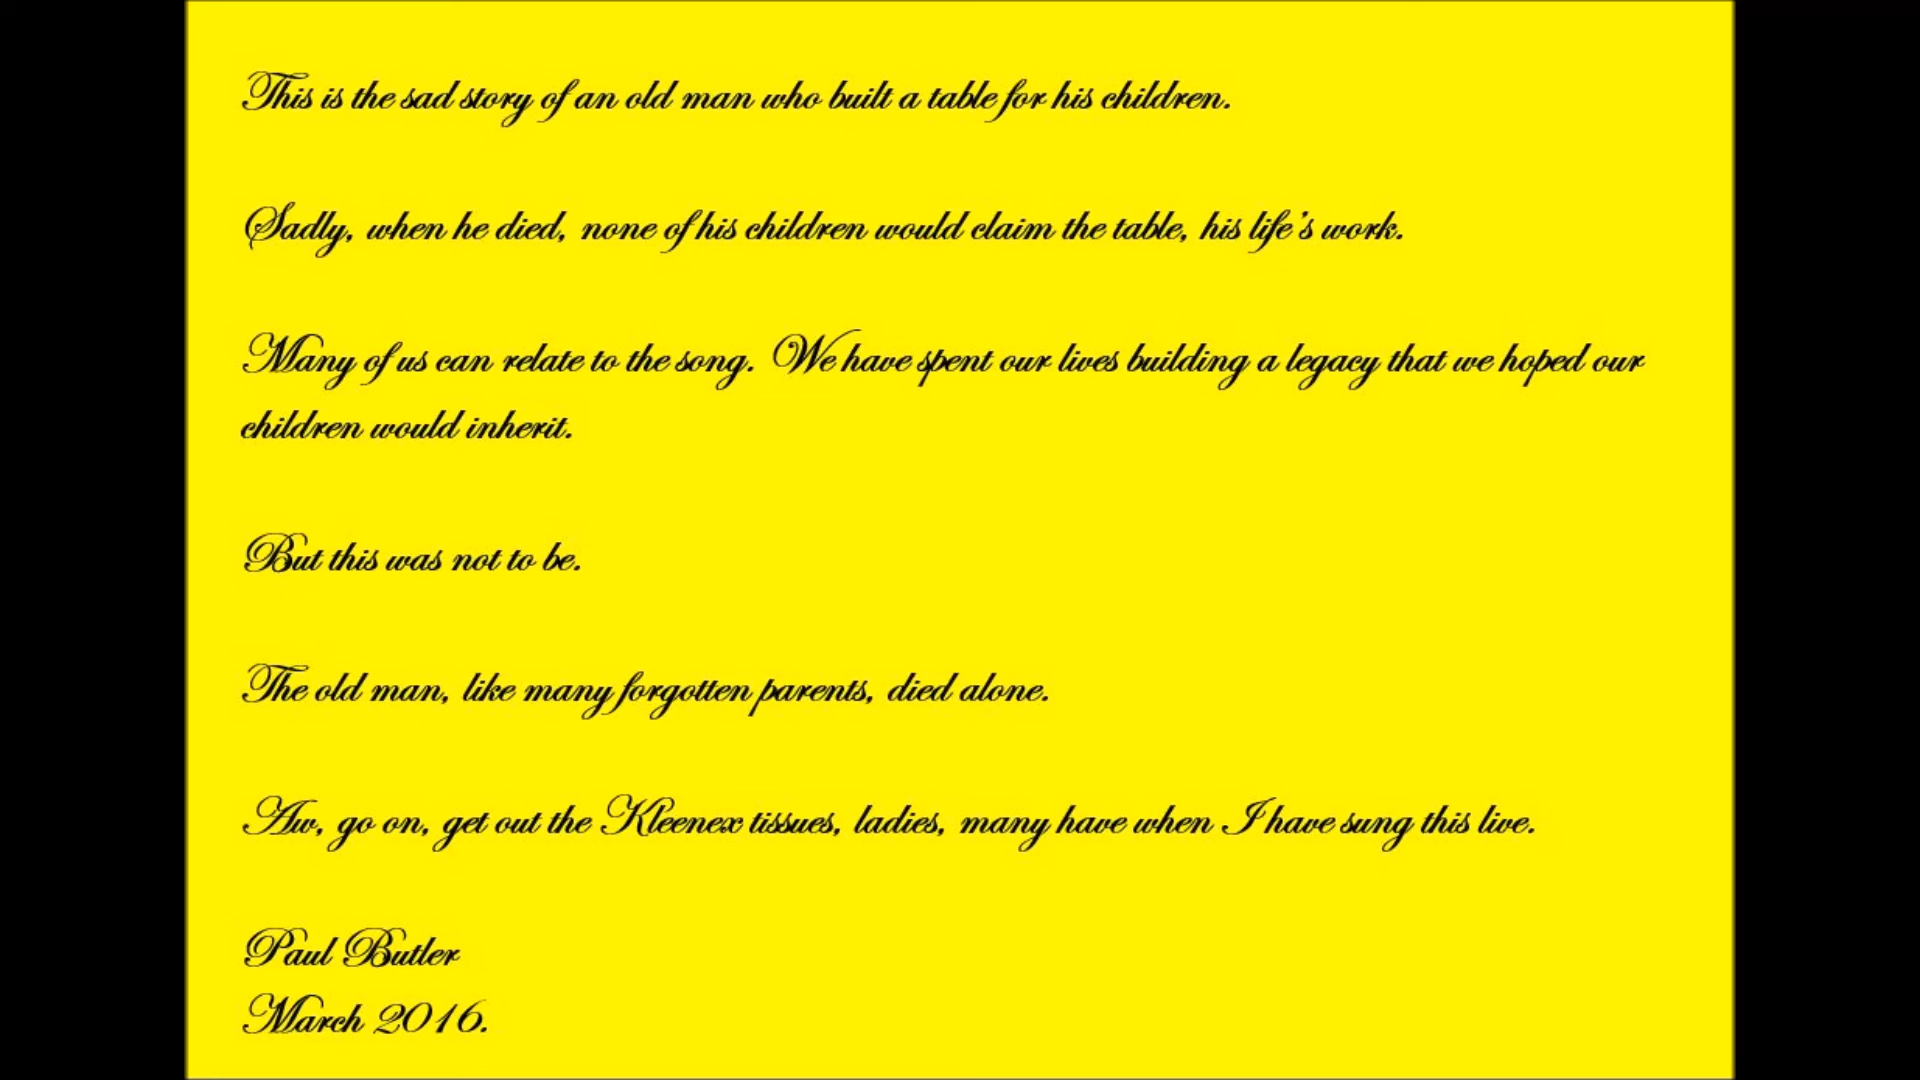 This is the sad story of an old man who built a table for his children.
Sadly, when he died, none of his children would claim the table, his life's work.
Many of us can relate to the song. We have spent our lives building a legacy that we hoped our
children would inherit.
But this was not to be.
The old man, like many forgotten parents, died alone.
Aw, go on, get out the Kleenex tissues, ladies, many have when I have sung this live.
Paul Butler
March 2016.